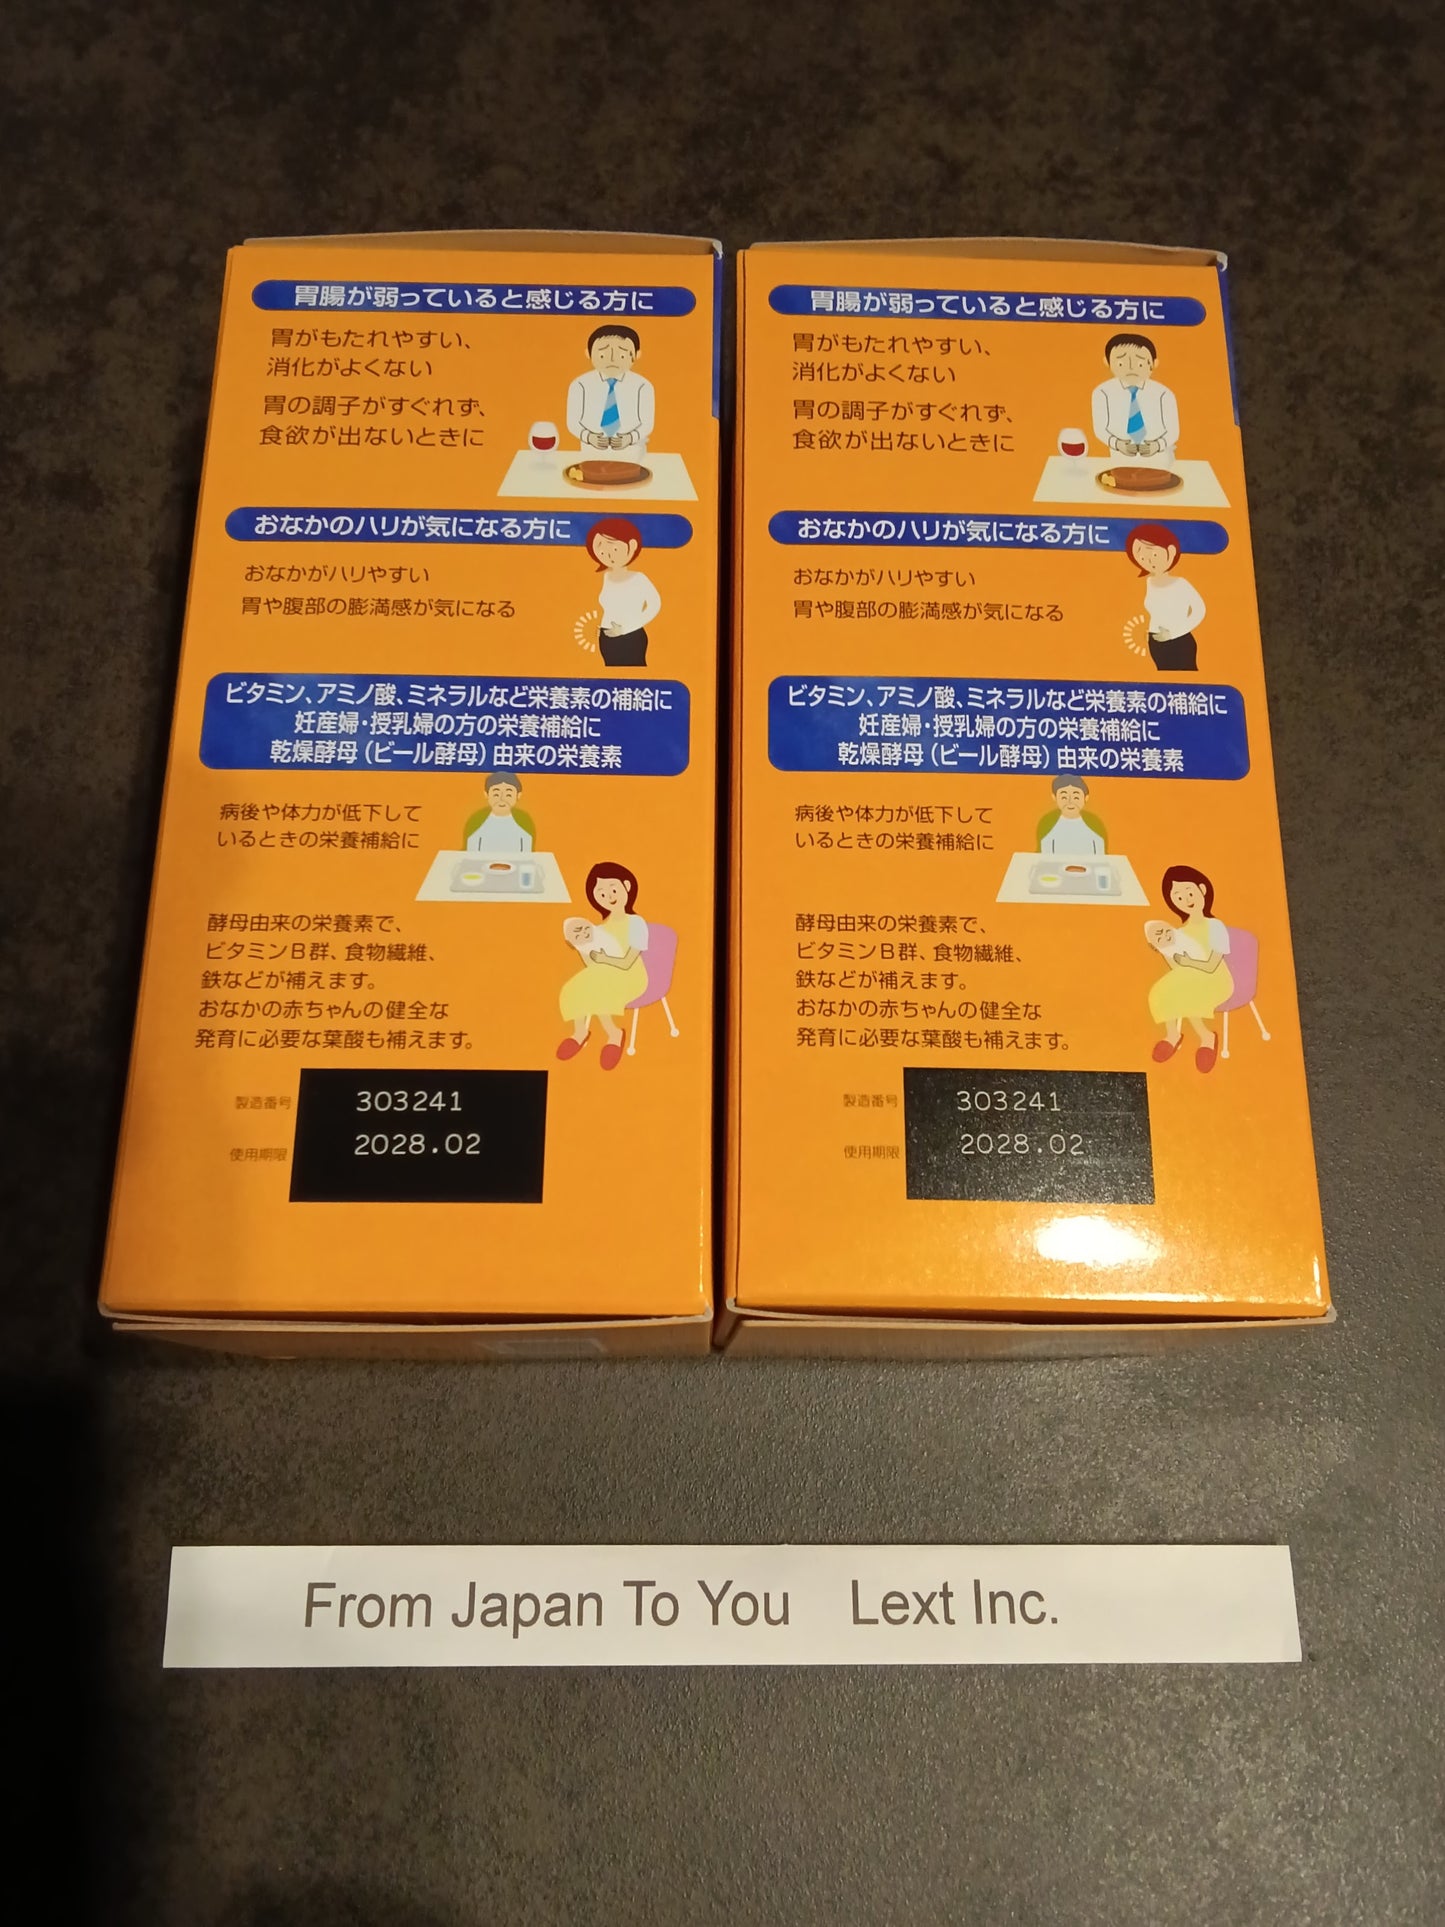 胃腸が弱っていると感じる方に
胃がもたれやすい、
消化がよくない
胃の調子がすぐれず、
食欲が出ないときに
おなかのハリが気になる方に
おなかがハリやすい
胃や腹部の膨満感が気になる
ビタミン、アミノ酸、ミネラルなど栄養素の補給に
妊産婦・授乳婦の方の栄養補給に
乾燥酵母(ビール酵母)由来の栄養素
病後や体力が低下して
いるときの栄養補給に
酵母由来の栄養素で、
ビタミンB群、食物繊維、
鉄などが補えます。
おなかの赤ちゃんの健全な
発育に必要な葉酸も補えます。
製造番号 303241
使用期限 2028.02
胃腸が弱っていると感じる方に
胃がもたれやすい、
消化がよくない
胃の調子がすぐれず、
食欲が出ないときに
おなかのハリが気になる方に
おなかがハリやすい
胃や腹部の膨満感が気になる
ビタミン、アミノ酸、ミネラルなど栄養素の補給に
妊産婦・授乳婦の方の栄養補給に
乾燥酵母(ビール酵母)由来の栄養素
病後や体力が低下して
いるときの栄養補給に
酵母由来の栄養素で、
ビタミンB群、食物繊維、
鉄などが補えます。
おなかの赤ちゃんの健全な
発育に必要な葉酸も補えます。
製造番号 303241
使用期限 2028.02
From Japan To You Lext Inc.